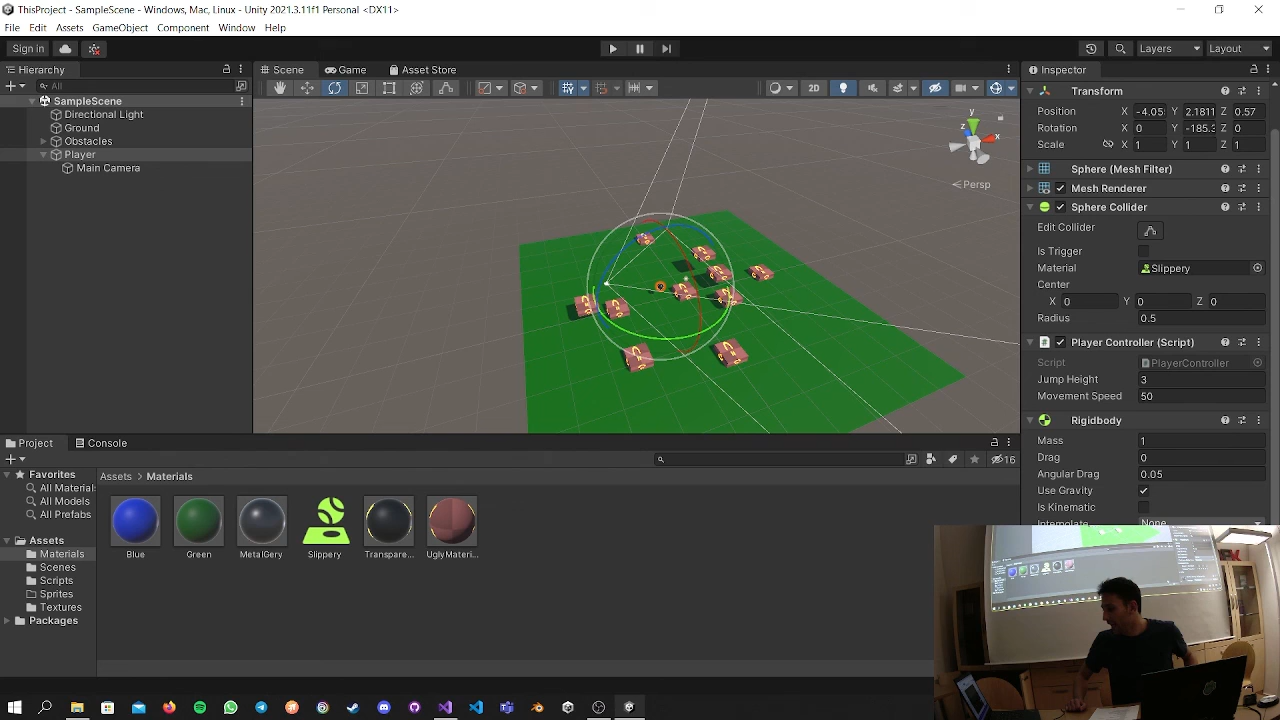 ThisProject - SampleScene - Windows, Mac, Linux - Unity 2021.3.11f1 Personal <DX11>
File Edit Assets GameObject Component Window Help
Sign in Layers Layout
Hierarchy Scene Game Asset Store Inspector
All 2D
SampleScene
Directional Light
Ground
Obstacles
Player
Main Camera
y
z
x
Persp
Transform
Position X -4.05 Y 2.1811 Z 0.57
Rotation X 0 Y -185.3 Z 0
Scale X 1 Y 1 Z 1
Sphere (Mesh Filter)
Mesh Renderer
Sphere Collider
Edit Collider
Is Trigger
Material Slippery
Center
X 0 Y 0 Z 0
Radius 0.5
Player Controller (Script)
Script PlayerController
Jump Height 3
Movement Speed 50
Rigidbody
Mass 1
Drag 0
Angular Drag 0.05
Use Gravity
Is Kinematic
Interpolate None
Project Console
16
Favorites
All Material
All Models
All Prefabs
Assets
Materials
Scenes
Scripts
Sprites
Textures
Packages
Assets Materials
Blue Green MetalGery Slippery Transpare... UglyMateri...